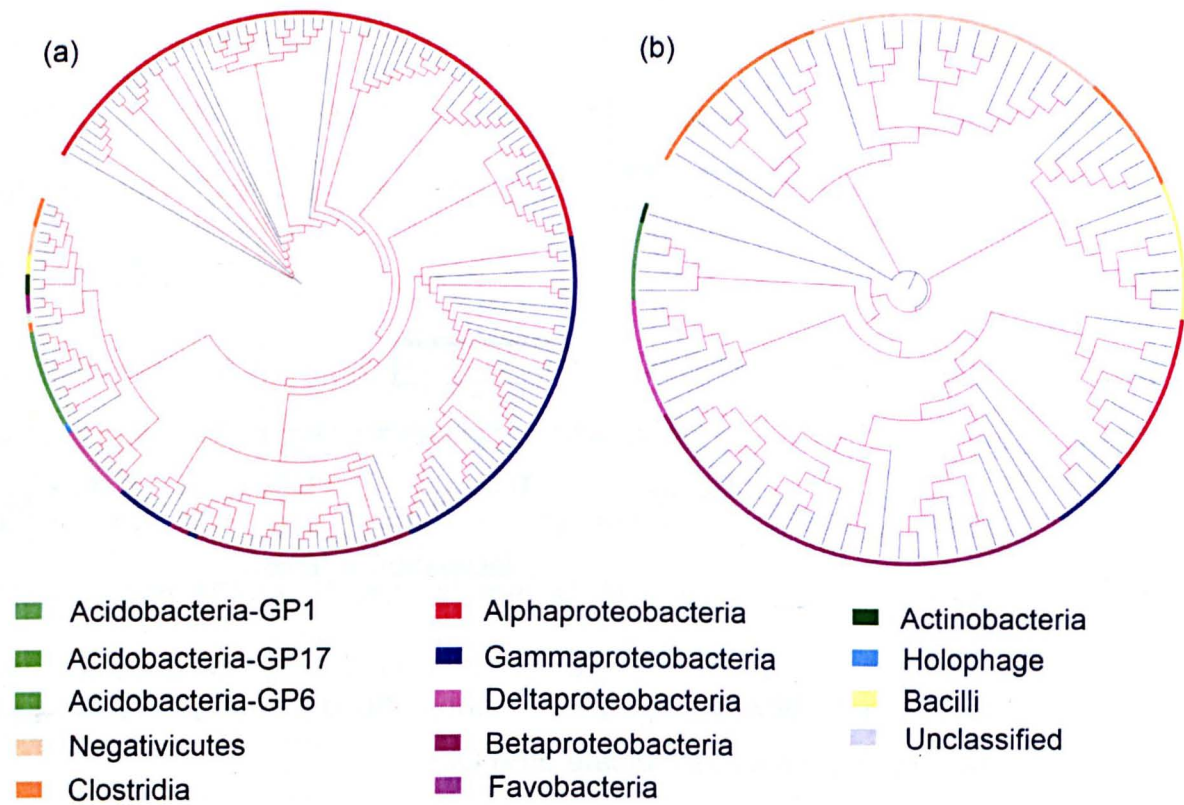 (a)
(b)
Acidobacteria-GP1
Acidobacteria-GP17
Acidobacteria-GP6
Negativicutes
Clostridia
Alphaproteobacteria
Gammaproteobacteria
Deltaproteobacteria
Betaproteobacteria
Favobacteria
Actinobacteria
Holophage
Bacilli
Unclassified